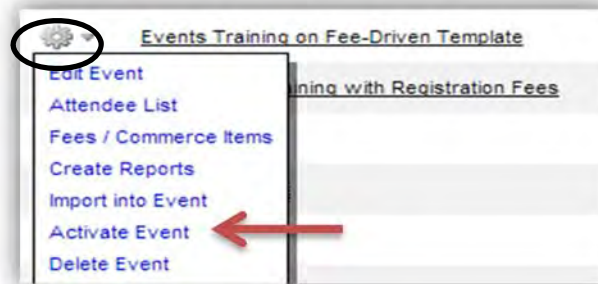 Events Training on Fee-Driven Template
Edit Event
ining with Registration Fees
Attendee List
Fees / Commerce Items
Create Reports
Import into Event
Activate Event
Delete Event